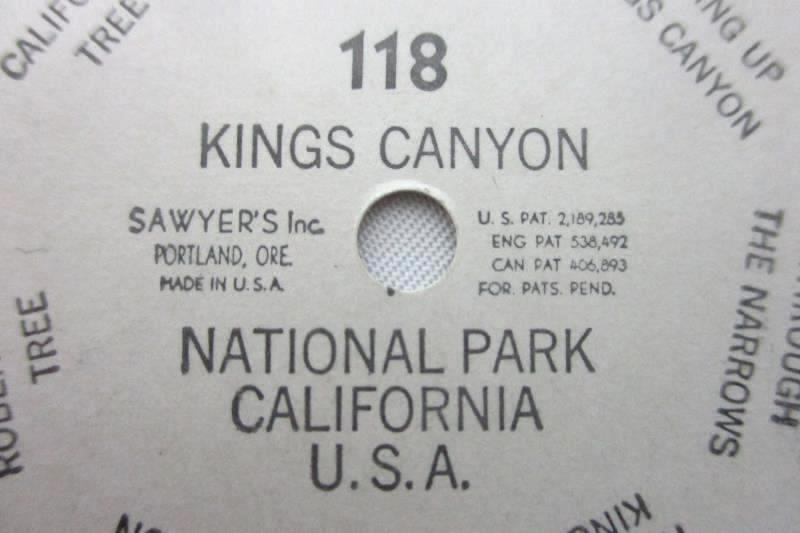 118
KINGS CANYON
SAWYER'S Inc.
PORTLAND, ORE.
MADE IN U.S.A.
U. S. PAT. 2,189,285
ENG PAT 538,492
CAN PAT 406,893
FOR. PATS. PEND.
NATIONAL PARK
CALIFORNIA
U.S.A.
TREE
UP
CANYON
THE NARROWS
TREE